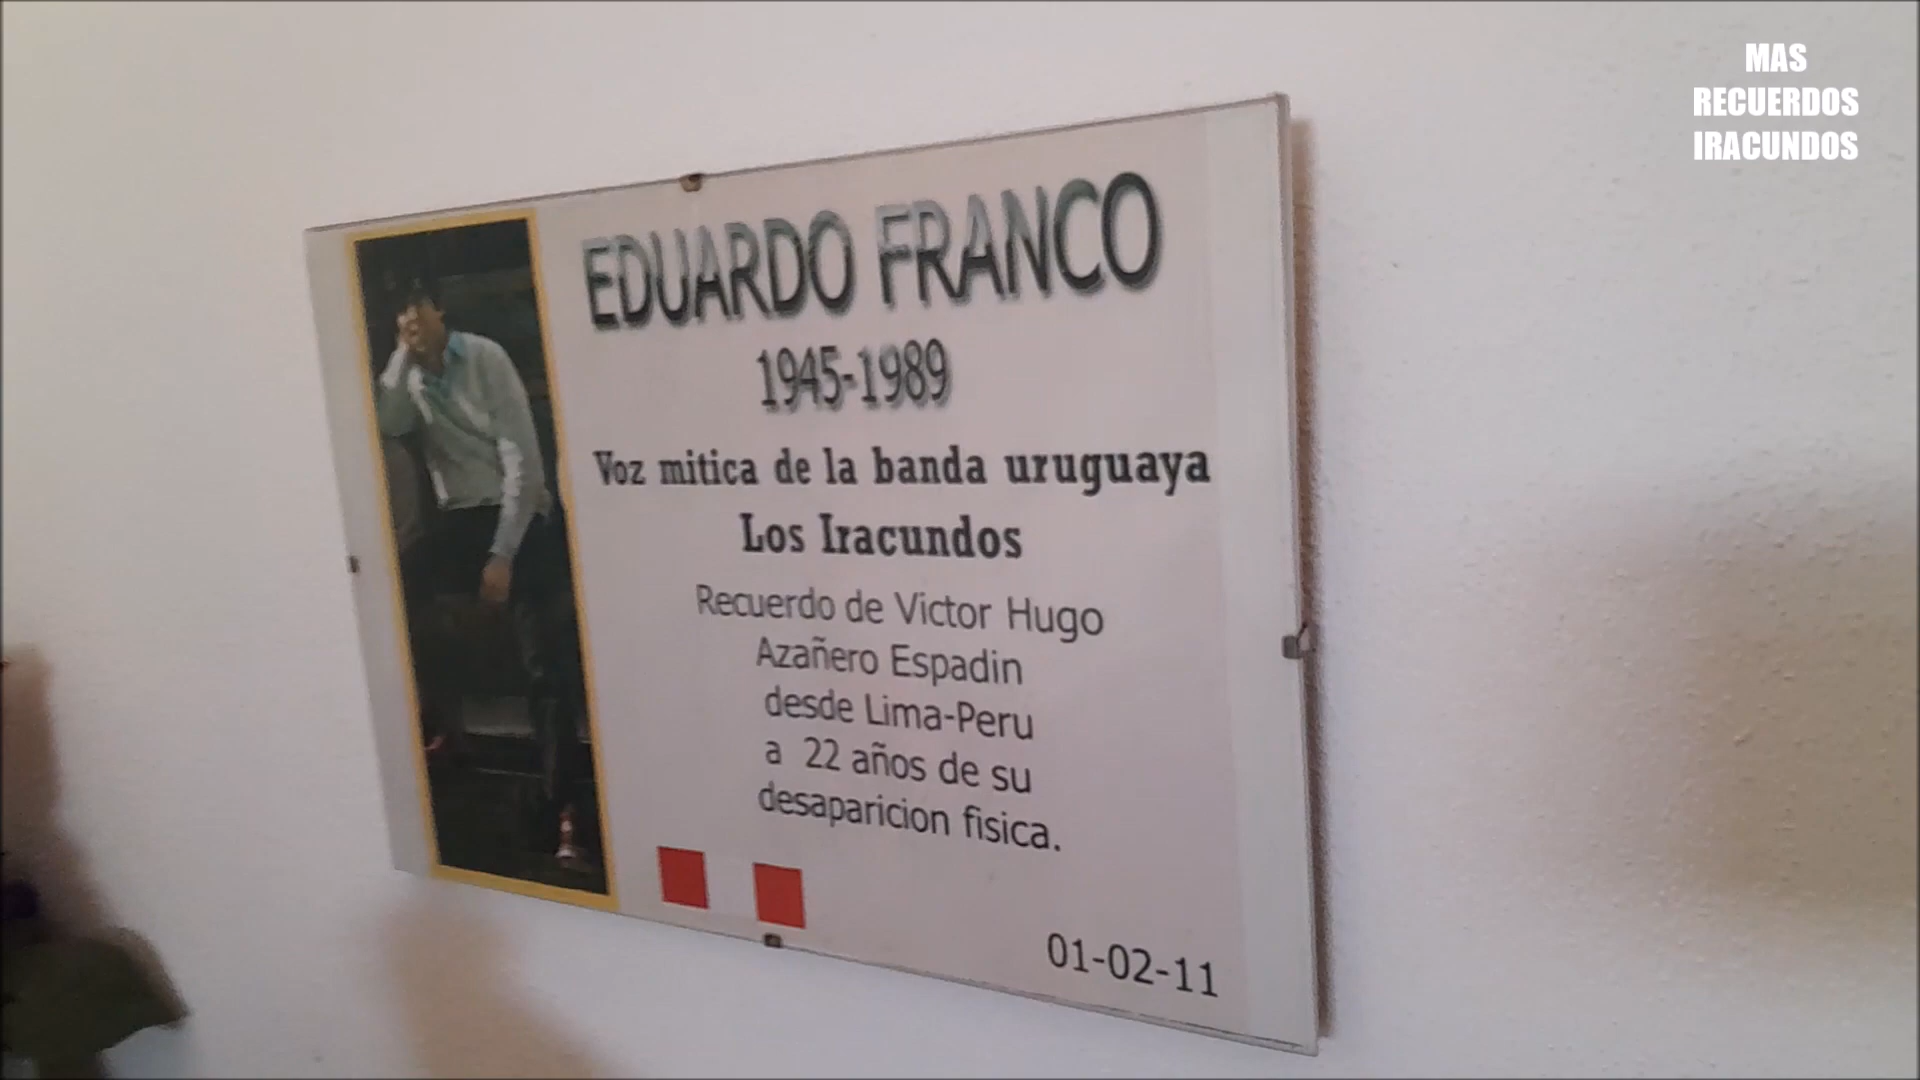 MAS
RECUERDOS
IRACUNDOS
EDUARDO FRANCO
1945-1989
Voz mitica de la banda uruguaya
Los Iracundos
Recuerdo de Victor Hugo
Azañero Espadin
desde Lima-Peru
a 22 años de su
desaparicion fisica.
01-02-11